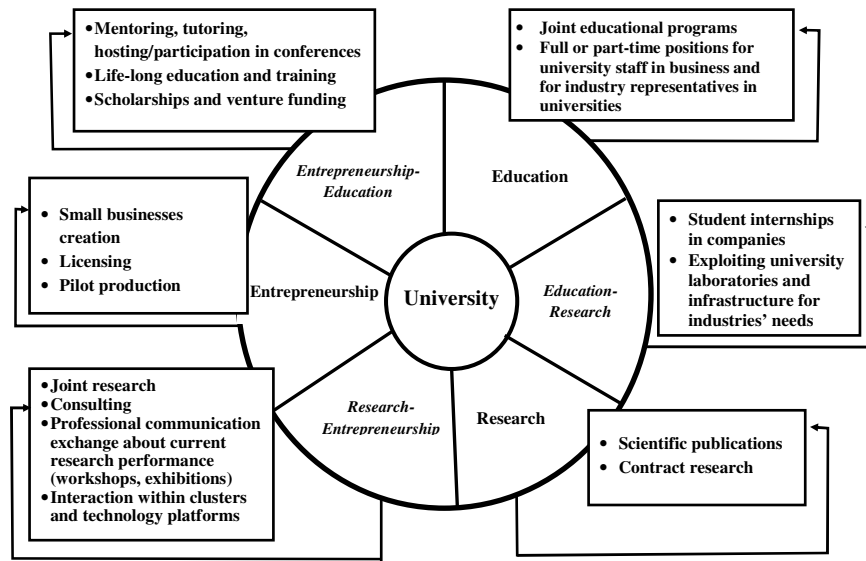 •Mentoring, tutoring,
hosting/participation in conferences
•Life-long education and training
•Scholarships and venture funding
• Joint educational programs
• Full or part-time positions for
university staff in business and
for industry representatives in
universities
Entrepreneurship-
Education
Education
• Small businesses
creation
• Licensing
• Pilot production
Entrepreneurship
University
Education-
Research
• Student internships
in companies
• Exploiting university
laboratories and
infrastructure for
industries’ needs
•Joint research
•Consulting
•Professional communication
exchange about current
research performance
(workshops, exhibitions)
•Interaction within clusters
and technology platforms
Research-
Entrepreneurship
Research
• Scientific publications
• Contract research